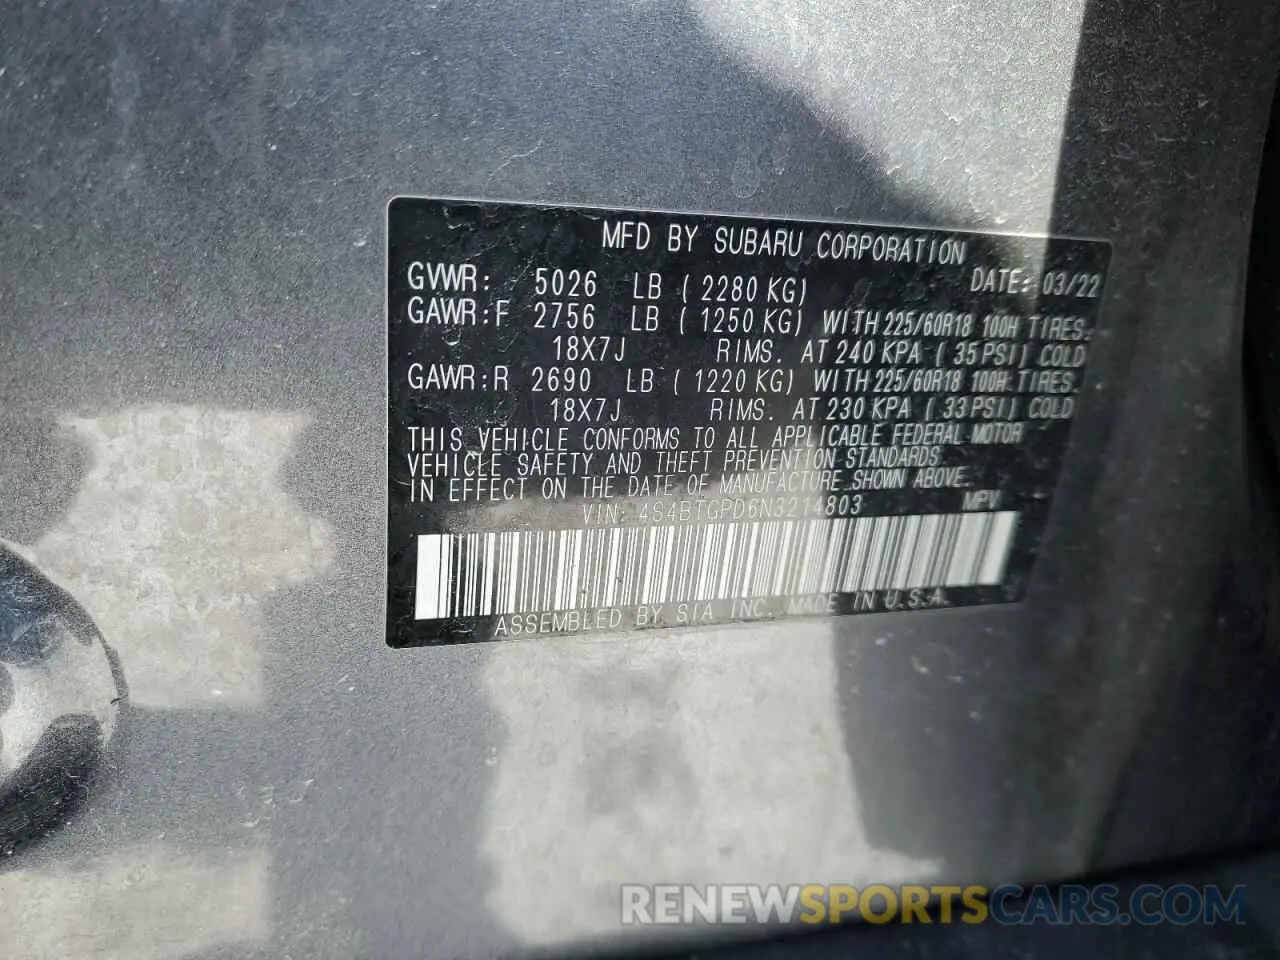 MFD BY SUBARU CORPORATION
GVWR: 5026 LB ( 2280 KG) DATE: 03/22
GAWR: F 2756 LB ( 1250 KG) WITH 225/60R18 100H TIRES.
18X7J RIMS. AT 240 KPA ( 35 PSI) COLD
GAWR: R 2690 LB ( 1220 KG) WITH 225/60R18 100H TIRES.
18X7J RIMS. AT 230 KPA ( 33 PSI) COLD
THIS VEHICLE CONFORMS TO ALL APPLICABLE FEDERAL MOTOR
VEHICLE SAFETY AND THEFT PREVENTION STANDARDS
IN EFFECT ON THE DATE OF MANUFACTURE SHOWN ABOVE.
VIN: 4S4BTGPD6N3214803 MPV
ASSEMBLED BY SIA INC. MADE IN U.S.A.
RENEWSPORTSCARS.COM